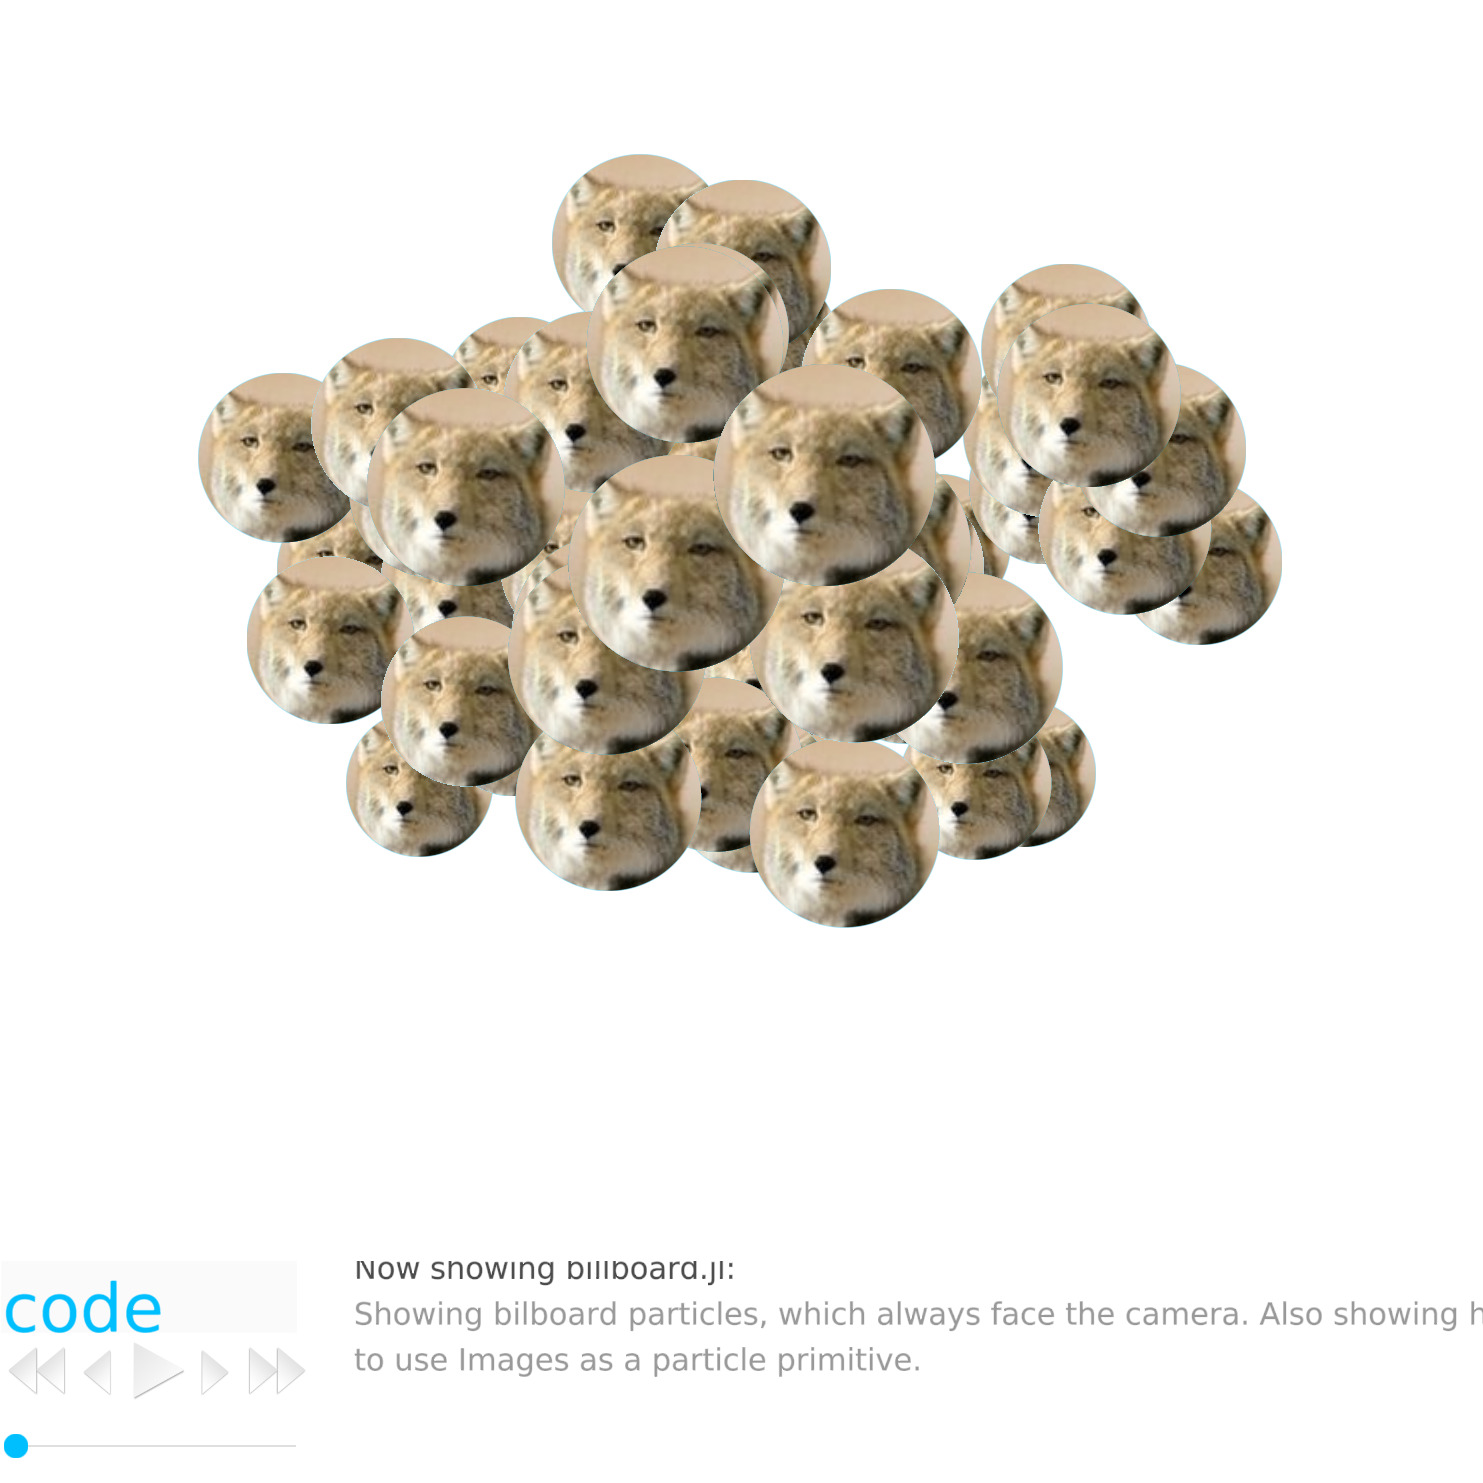 Now showing billboard.jl:
code
Showing bilboard particles, which always face the camera. Also showing
to use Images as a particle primitive.